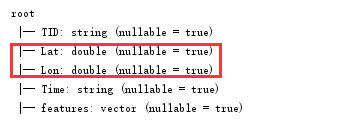 root
|-- TID: string (nullable = true)
|-- Lat: double (nullable = true)
|-- Lon: double (nullable = true)
|-- Time: string (nullable = true)
|-- features: vector (nullable = true)